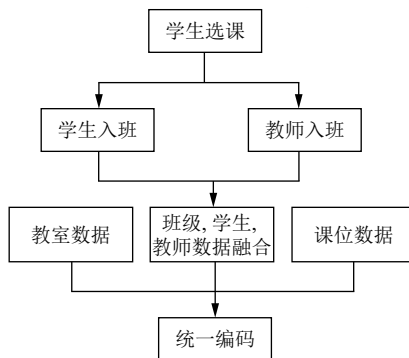 学生选课
学生入班
教师入班
教室数据
班级, 学生,
教师数据融合
课位数据
统一编码